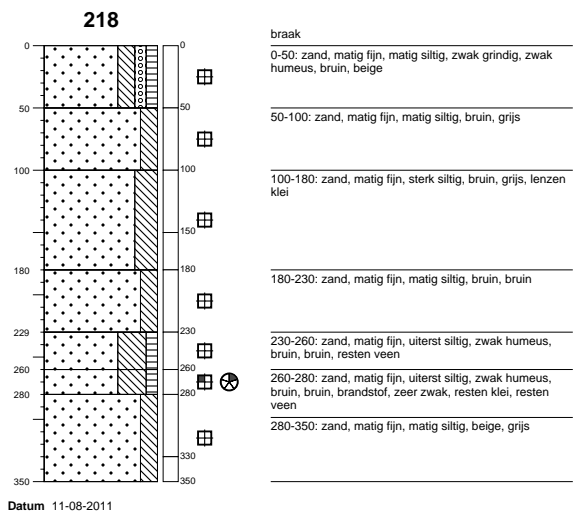 218
braak
0
0
0-50: zand, matig fijn, matig siltig, zwak grindig, zwak
humeus, bruin, beige
50
50
50-100: zand, matig fijn, matig siltig, bruin, grijs
100
100
100-180: zand, matig fijn, sterk siltig, bruin, grijs, lenzen
klei
150
180
180
180-230: zand, matig fijn, matig siltig, bruin, bruin
229
230
230-260: zand, matig fijn, uiterst siltig, zwak humeus,
bruin, bruin, resten veen
260
260
260-280: zand, matig fijn, uiterst siltig, zwak humeus,
bruin, bruin, brandstof, zeer zwak, resten klei, resten
veen
280
280
280-350: zand, matig fijn, matig siltig, beige, grijs
330
350
350
Datum 11-08-2011